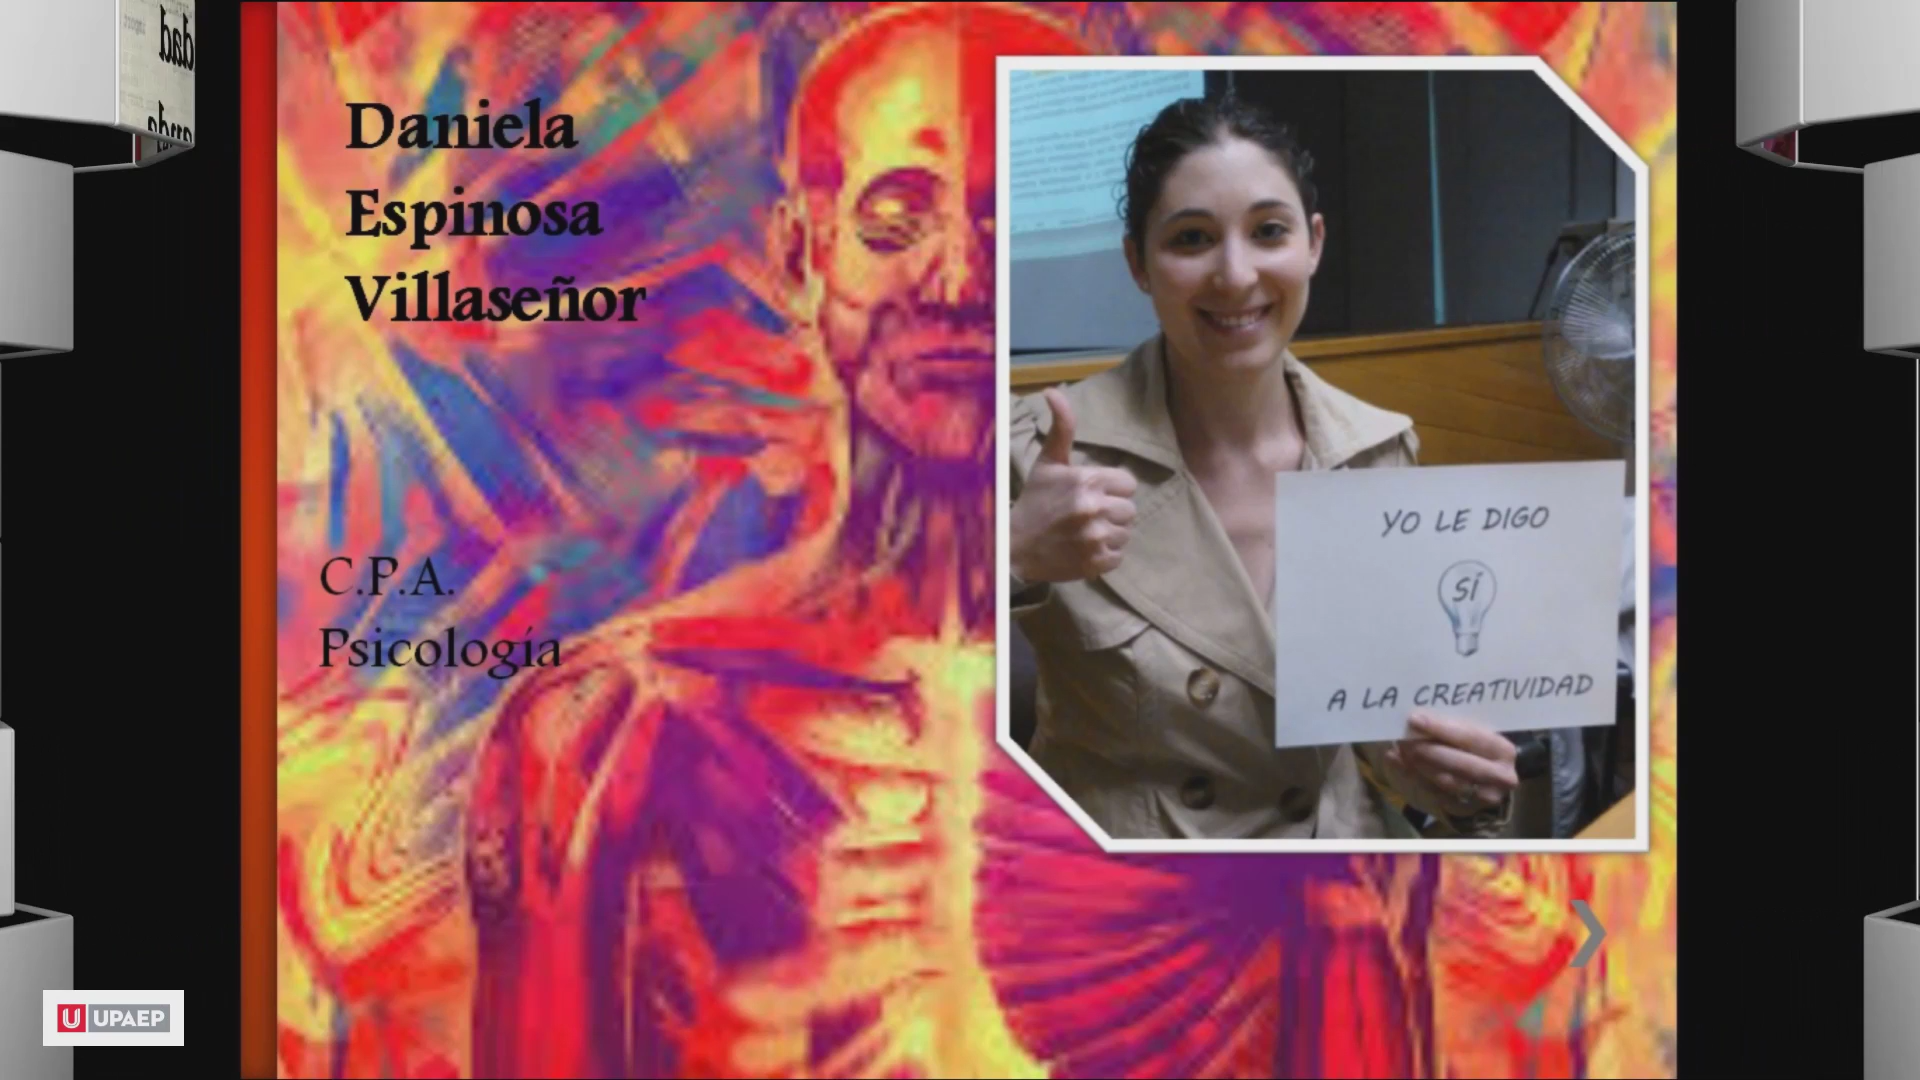 Daniela
Espinosa
Villaseñor
C.P.A.
Psicología
YO LE DIGO
SÍ
A LA CREATIVIDAD
U UPAEP